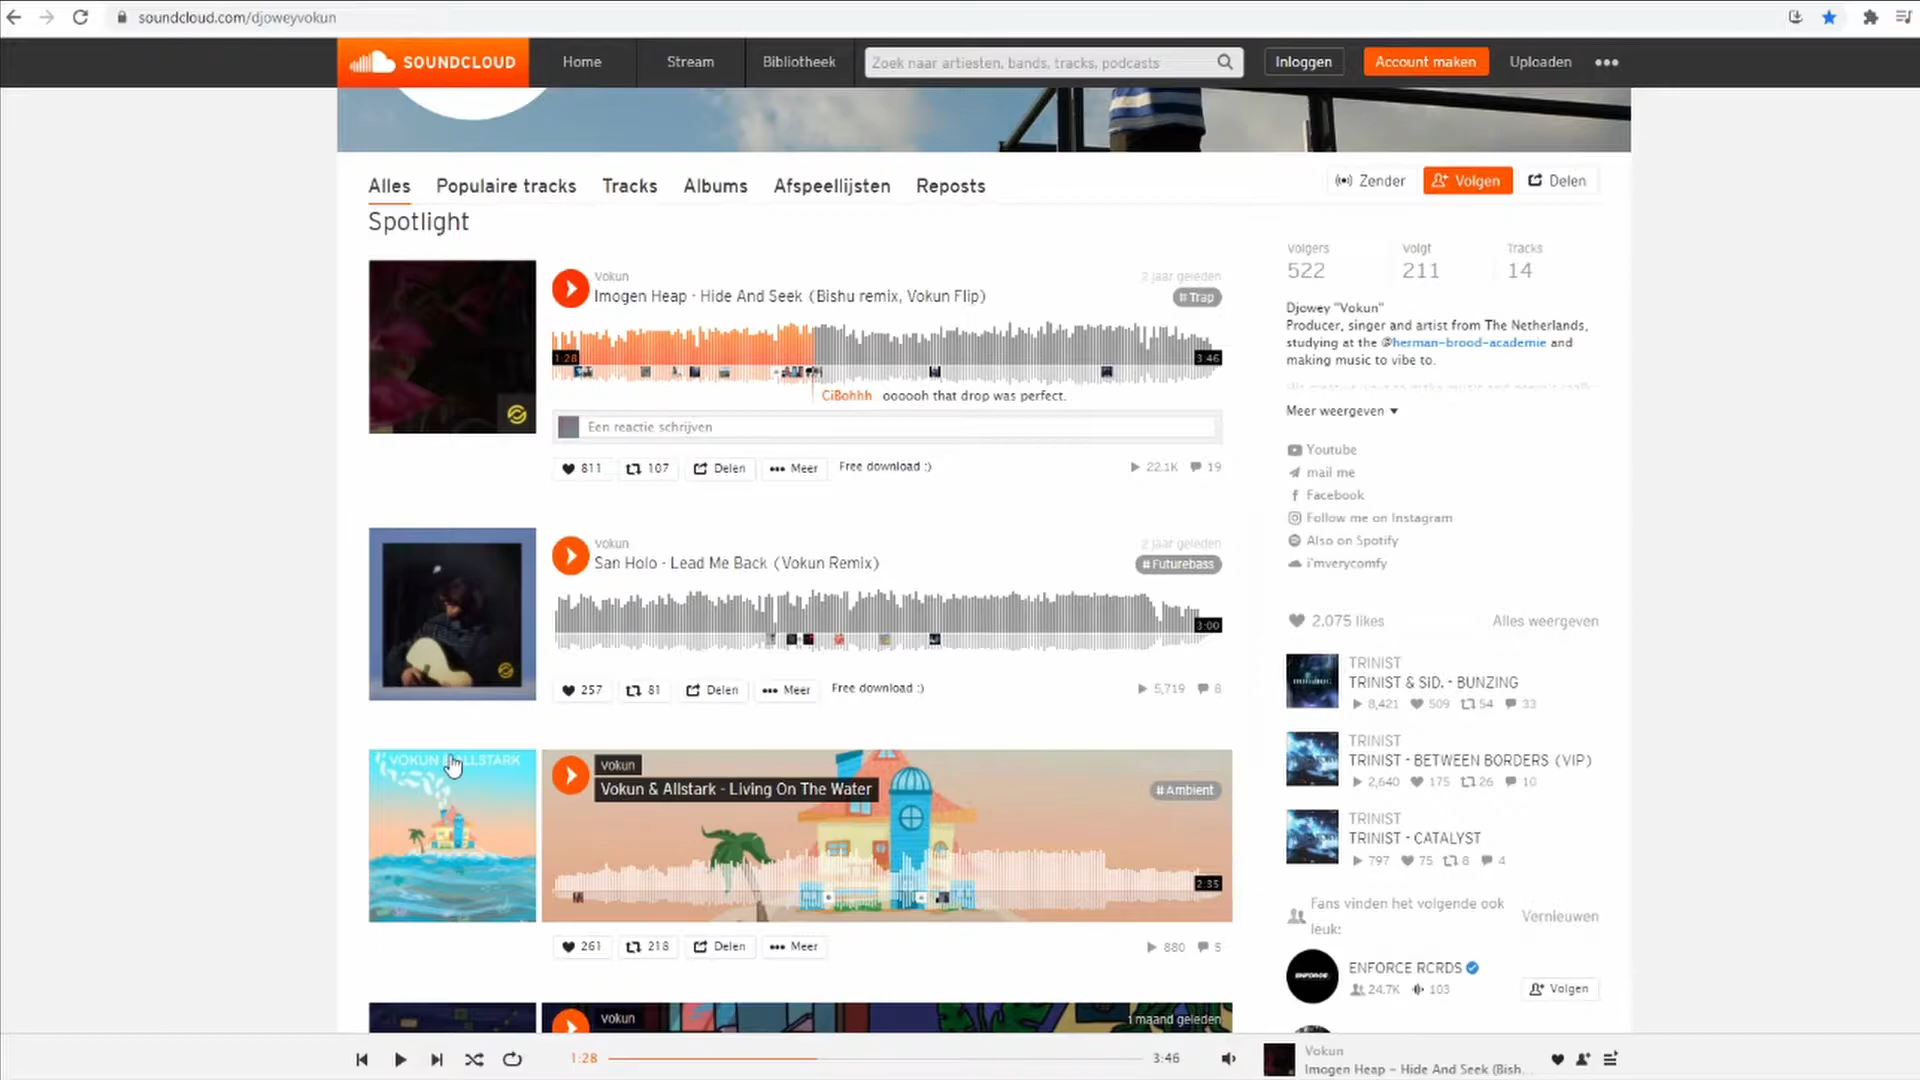 soundcloud.com/djoweyvokun
SOUNDCLOUD
Home
Stream
Bibliotheek
Zoek naar artiesten, bands, tracks, podcasts
Inloggen
Account maken
Uploaden
Alles
Populaire tracks
Tracks
Albums
Afspeellijsten
Reposts
Zender
Volgen
Delen
Spotlight
Vokun
2 jaar geleden
Imogen Heap - Hide And Seek (Bishu remix, Vokun Flip)
# Trap
1:28
3:46
CiBohhh oooooh that drop was perfect.
Een reactie schrijven
811
107
Delen
Meer
Free download :)
22.1K
19
Vokun
2 jaar geleden
San Holo - Lead Me Back (Vokun Remix)
# Futurebass
3:00
257
81
Delen
Meer
Free download :)
5,719
8
Vokun
Vokun & Allstark - Living On The Water
# Ambient
2:35
261
218
Delen
Meer
880
5
Vokun
1 maand geleden
Volgers
522
Volgt
211
Tracks
14
Djowey "Vokun"
Producer, singer and artist from The Netherlands,
studying at the @herman-brood-academie and
making music to vibe to.
Meer weergeven
Youtube
mail me
Facebook
Follow me on Instagram
Also on Spotify
i'mverycomfy
2.075 likes
Alles weergeven
TRINIST
TRINIST & SID. - BUNZING
8,421 509 54 33
TRINIST
TRINIST - BETWEEN BORDERS (VIP)
2,640 175 26 10
TRINIST
TRINIST - CATALYST
797 75 8 4
Fans vinden het volgende ook
leuk:
Vernieuwen
ENFORCE RCRDS
24.7K 103
Volgen
1:28
3:46
Vokun
Imogen Heap - Hide And Seek (Bish...